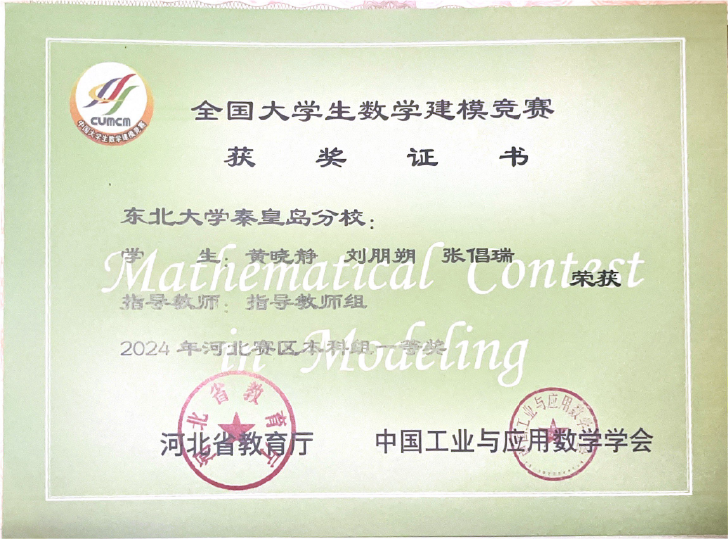 CUMCM
中国大学生数学建模竞赛
全国大学生数学建模竞赛
获 奖 证 书
东北大学秦皇岛分校：
学 生：黄晓静 刘朋朔 张倡瑞
荣获
Mathematical Contest
指导教师：指导教师组
2024 年河北赛区本科组一等奖
in Modeling
河北省教育厅
河北省教育厅
中国工业与应用数学学会
中国工业与应用数学学会